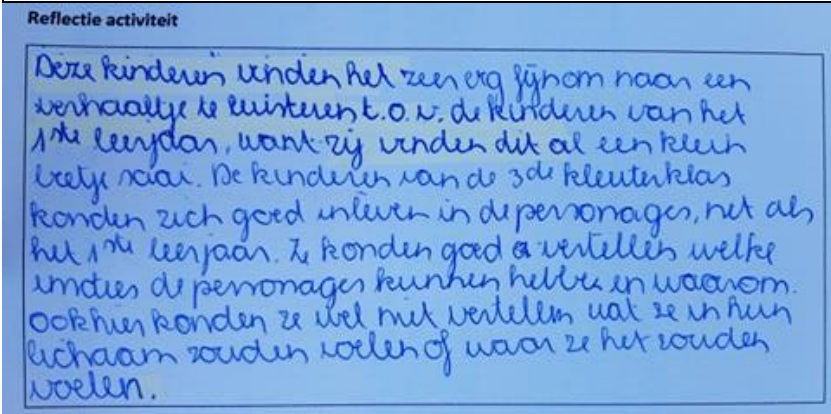 Reflectie activiteit
Deze kinderen vinden het zeer erg fijn om naar een
verhaaltje te luisteren t.o.v. de kinderen van het
1ste leerjaar, want zij vinden dit al een klein
beetje saai. De kinderen van de 3de kleuterklas
konden zich goed inleven in de personages, net als
het 1ste leerjaar. Ze konden goed vertellen welke
emoties de personages kunnen hebben en waarom.
Ook hier konden ze wel niet vertellen wat ze in hun
lichaam zouden voelen of waar ze het zouden
voelen.